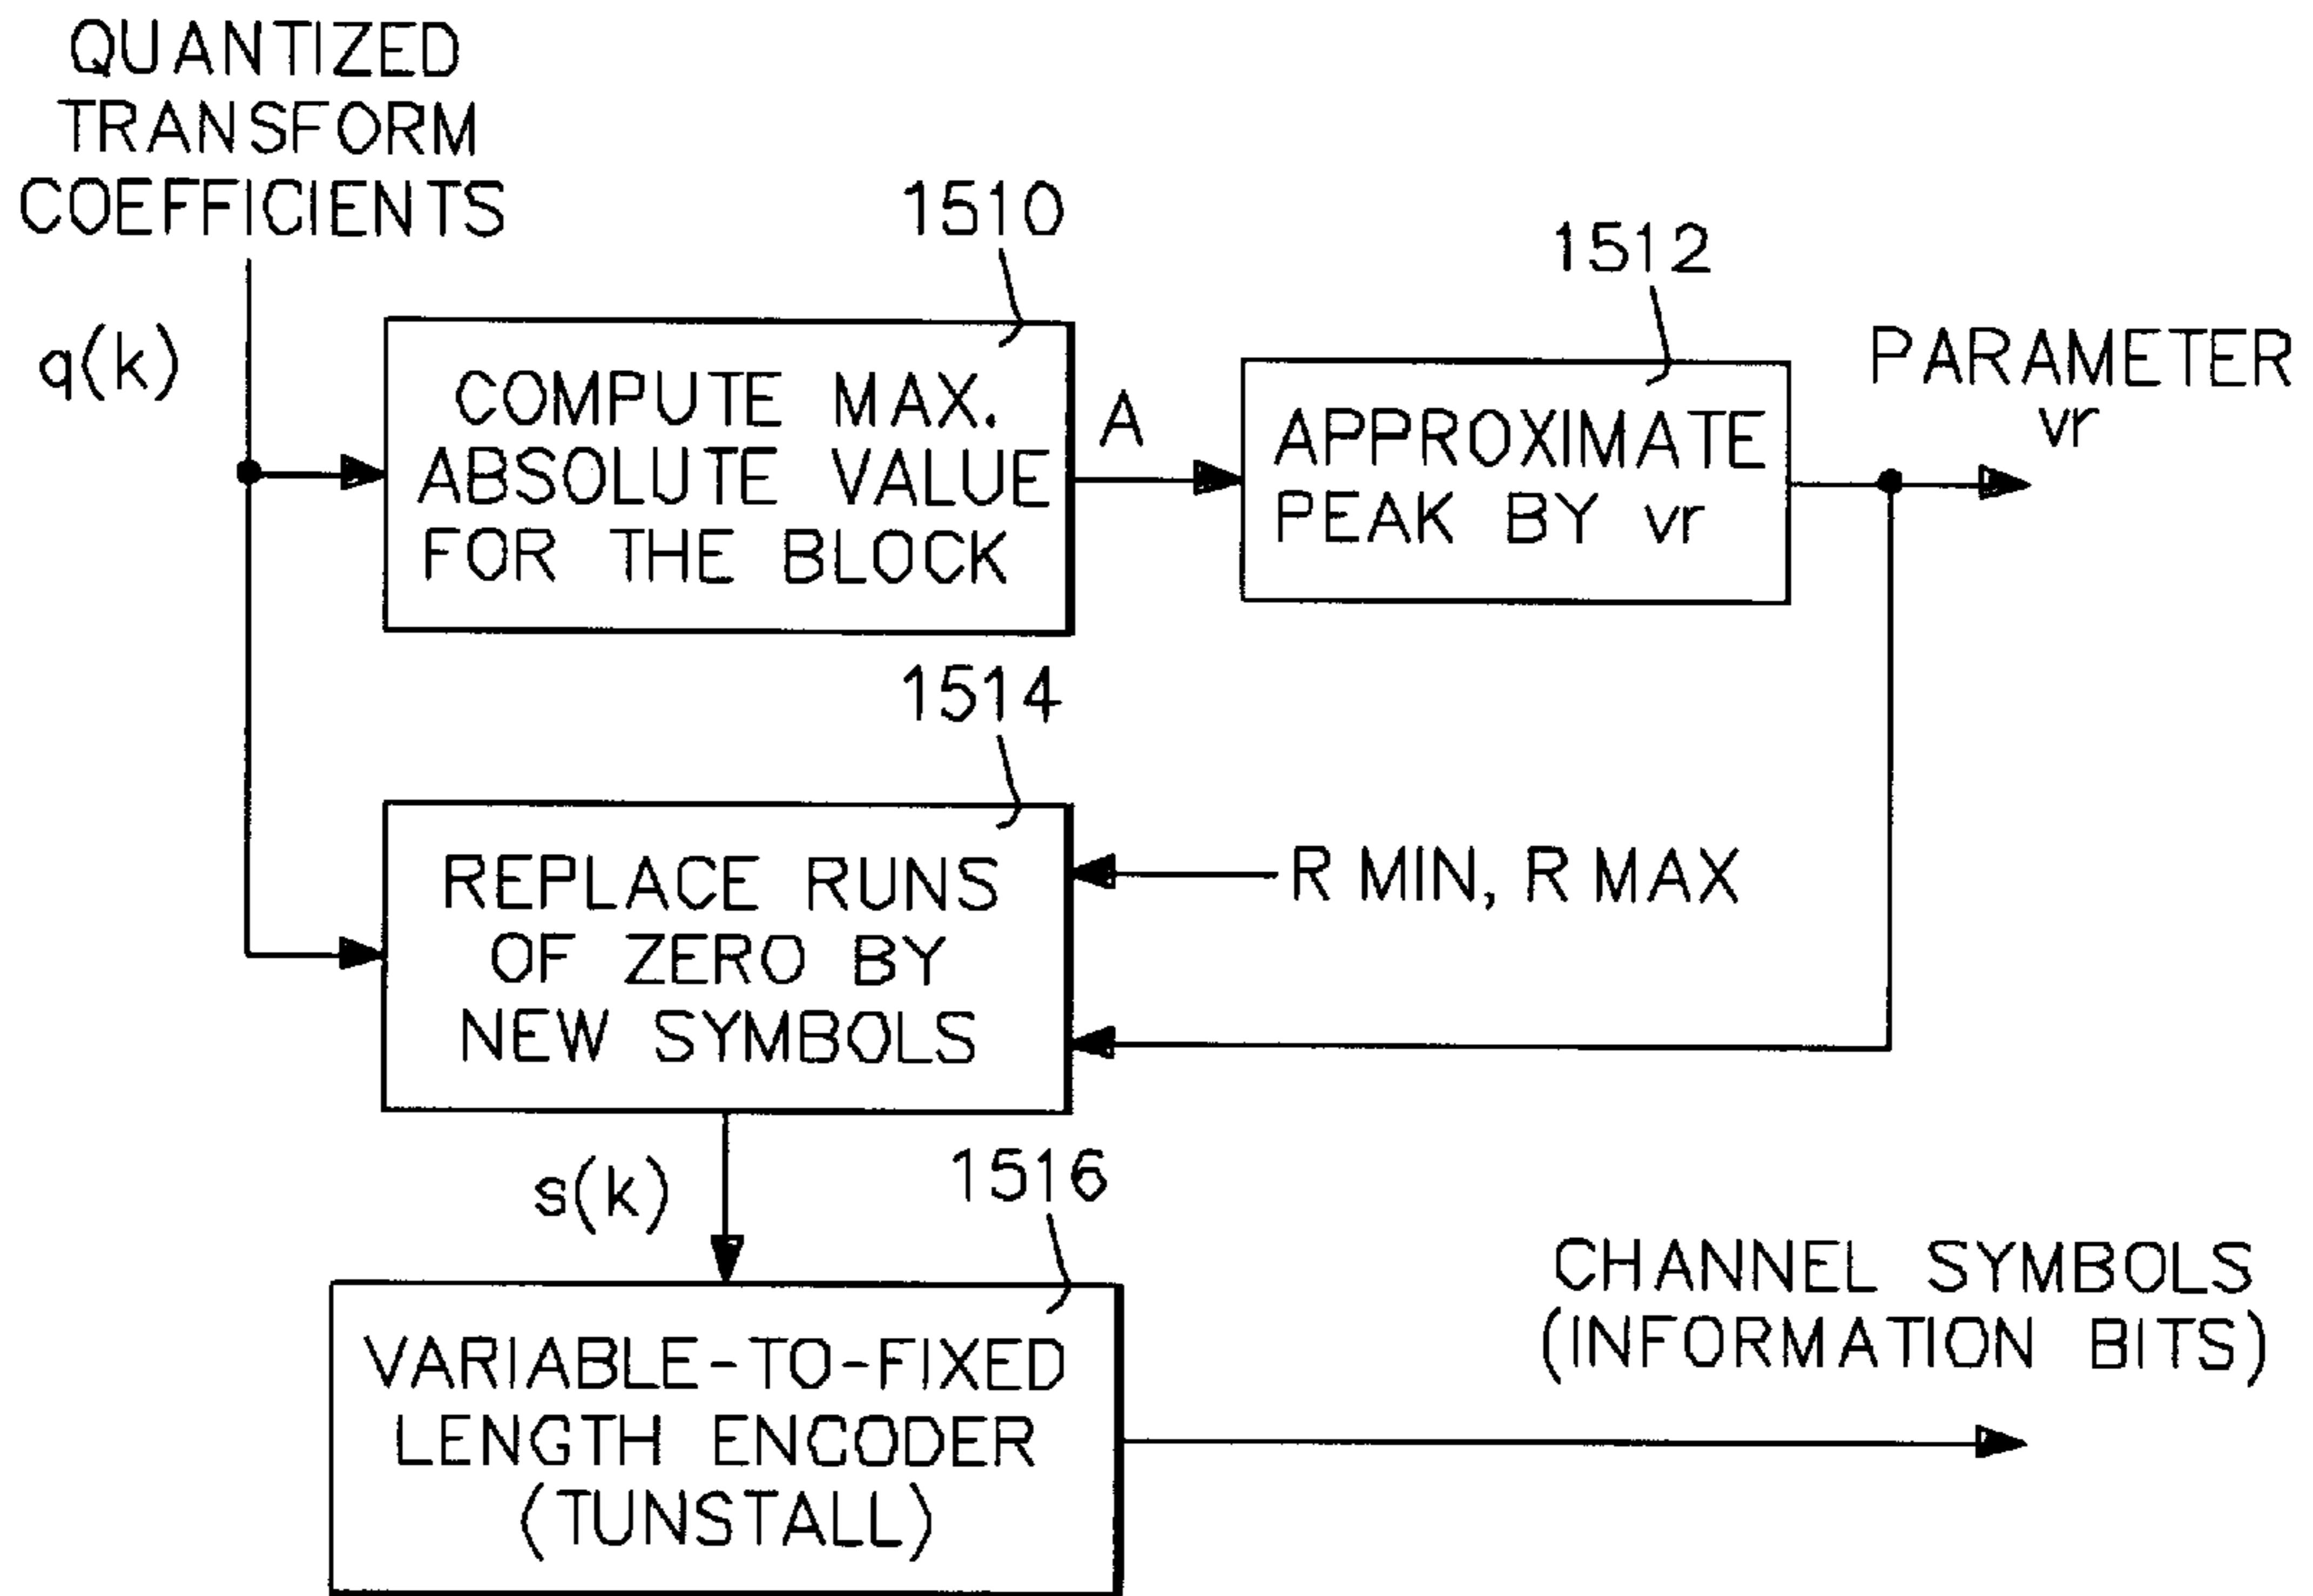 QUANTIZED
TRANSFORM
COEFFICIENTS
1510
1512
q(k)
COMPUTE MAX.
ABSOLUTE VALUE
FOR THE BLOCK
A
APPROXIMATE
PEAK BY vr
PARAMETER
vr
1514
REPLACE RUNS
OF ZERO BY
NEW SYMBOLS
R MIN, R MAX
s(k)
1516
VARIABLE-TO-FIXED
LENGTH ENCODER
(TUNSTALL)
CHANNEL SYMBOLS
(INFORMATION BITS)